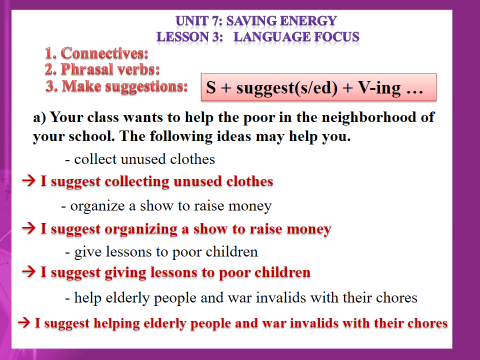 UNIT 7: SAVING ENERGY
LESSON 3: LANGUAGE FOCUS
1. Connectives:
2. Phrasal verbs:
3. Make suggestions:
S + suggest(s/ed) + V-ing …
a) Your class wants to help the poor in the neighborhood of
your school. The following ideas may help you.
- collect unused clothes
→ I suggest collecting unused clothes
- organize a show to raise money
→ I suggest organizing a show to raise money
- give lessons to poor children
→ I suggest giving lessons to poor children
- help elderly people and war invalids with their chores
→ I suggest helping elderly people and war invalids with their chores